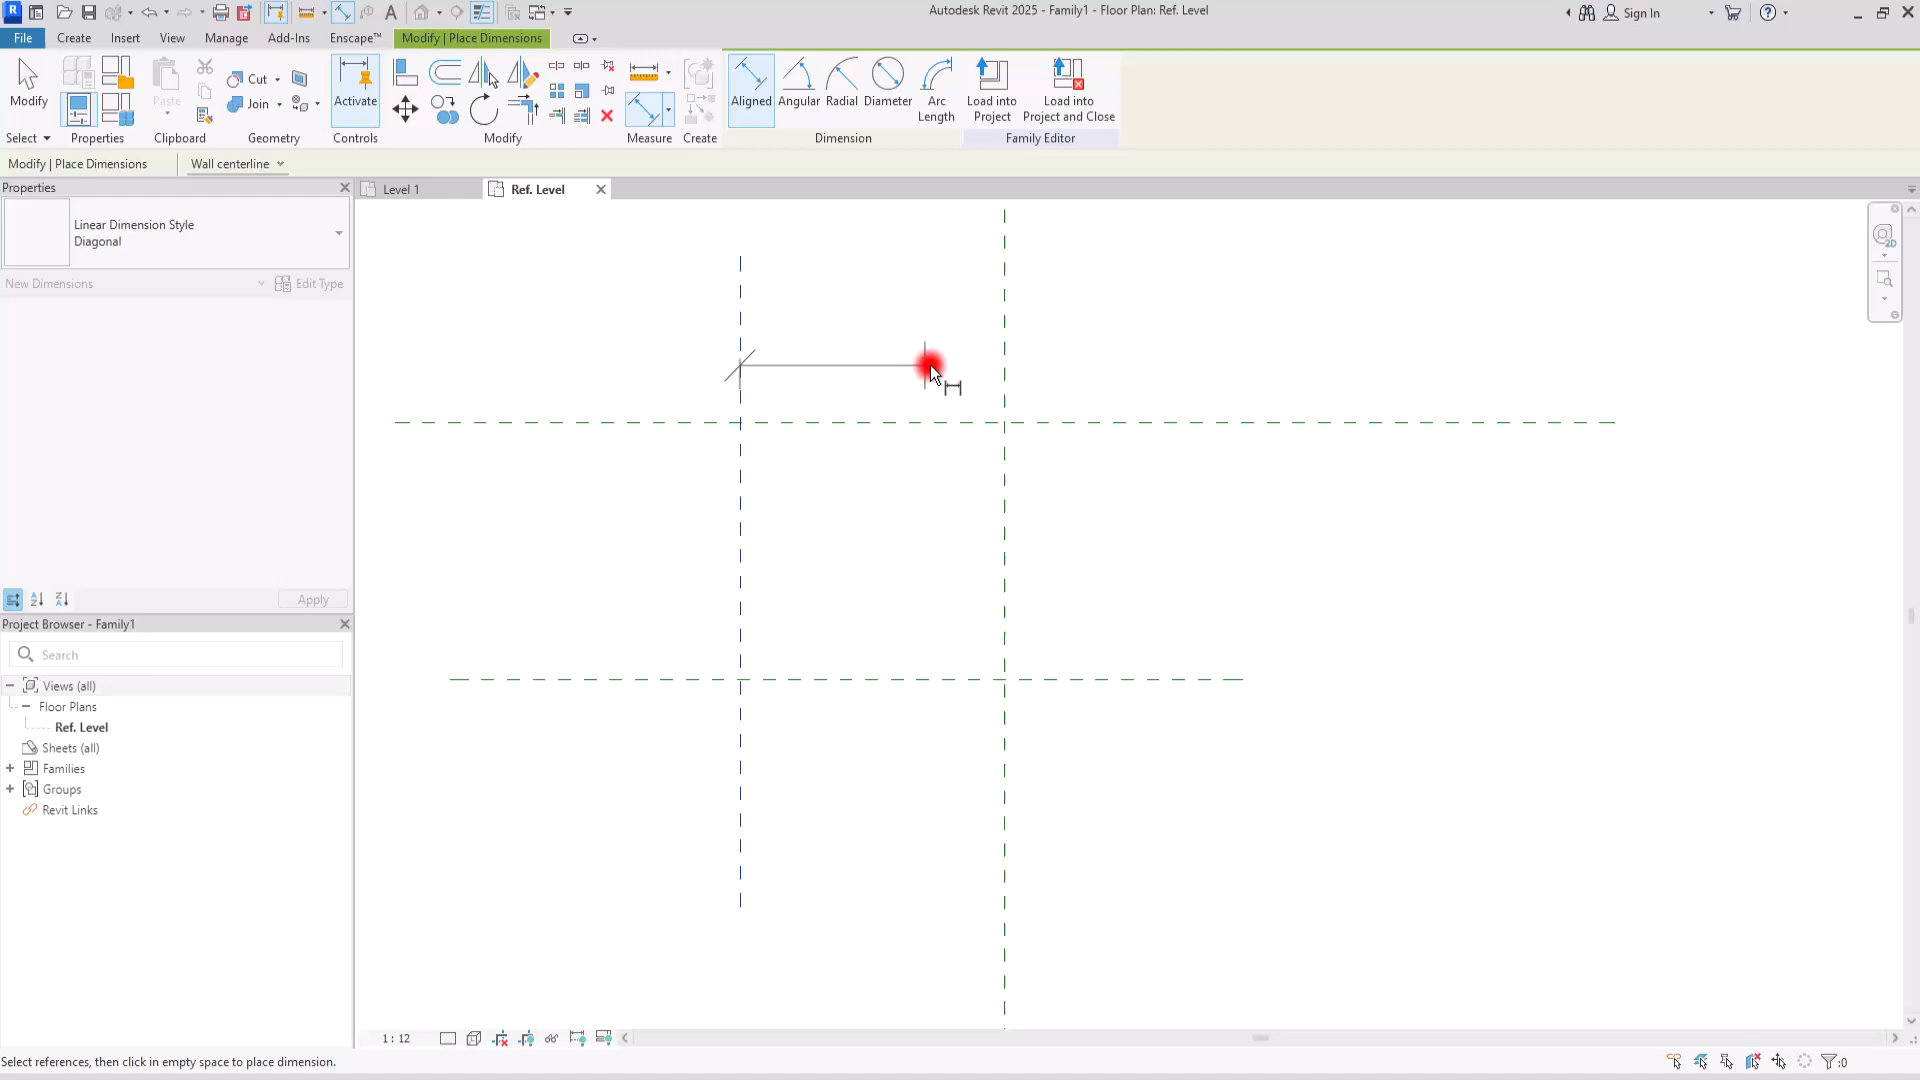 R
A
Autodesk Revit 2025 - Family1 - Floor Plan: Ref. Level
Sign In
File
Create
Insert
View
Manage
Add-Ins
Enscape™
Modify | Place Dimensions
Modify
Paste
Cut
Join
Activate
Aligned
Angular
Radial
Diameter
Arc
Length
Load into
Project
Load into
Project and Close
Select
Properties
Clipboard
Geometry
Controls
Modify
Measure
Create
Dimension
Family Editor
Modify | Place Dimensions
Wall centerline
Properties
Level 1
Ref. Level
Linear Dimension Style
Diagonal
New Dimensions
Edit Type
2D
Apply
Project Browser - Family1
Search
Views (all)
Floor Plans
Ref. Level
Sheets (all)
Families
Groups
Revit Links
1 : 12
Select references, then click in empty space to place dimension.
:0